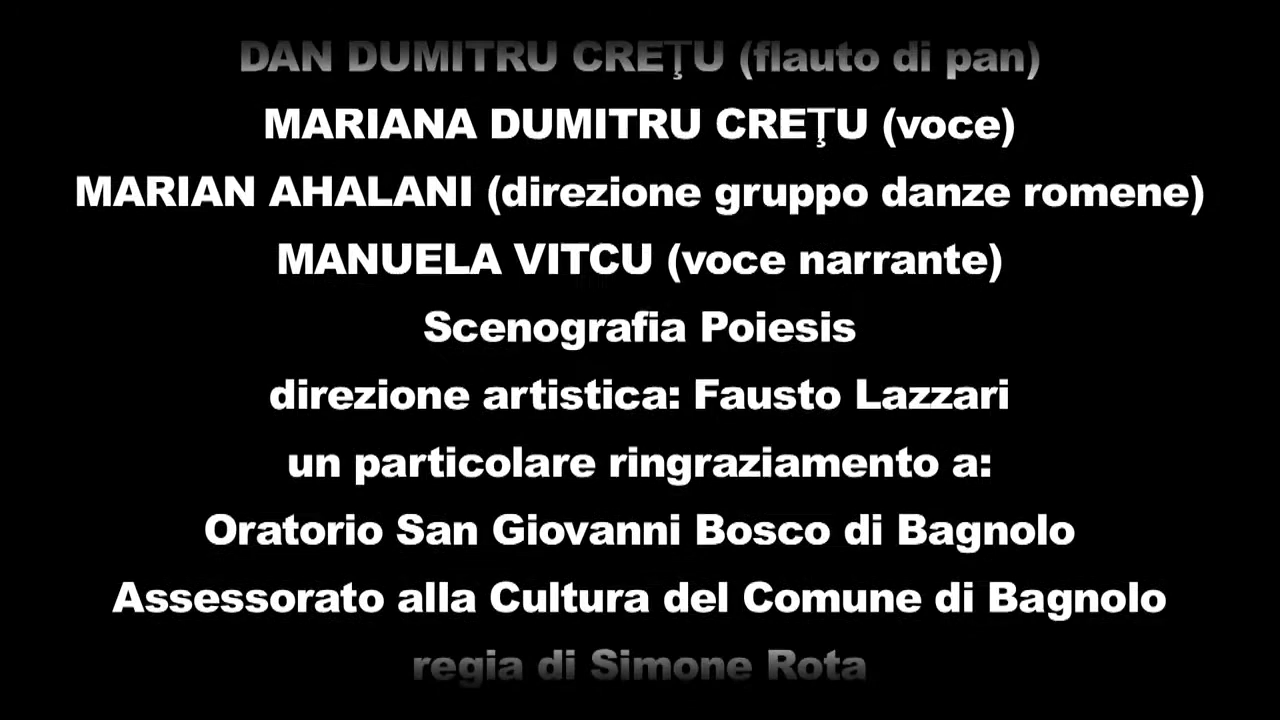 DAN DUMITRU CREŢU (flauto di pan)
MARIANA DUMITRU CREŢU (voce)
MARIAN AHALANI (direzione gruppo danze romene)
MANUELA VITCU (voce narrante)
Scenografia Poiesis
direzione artistica: Fausto Lazzari
un particolare ringraziamento a:
Oratorio San Giovanni Bosco di Bagnolo
Assessorato alla Cultura del Comune di Bagnolo
regia di Simone Rota